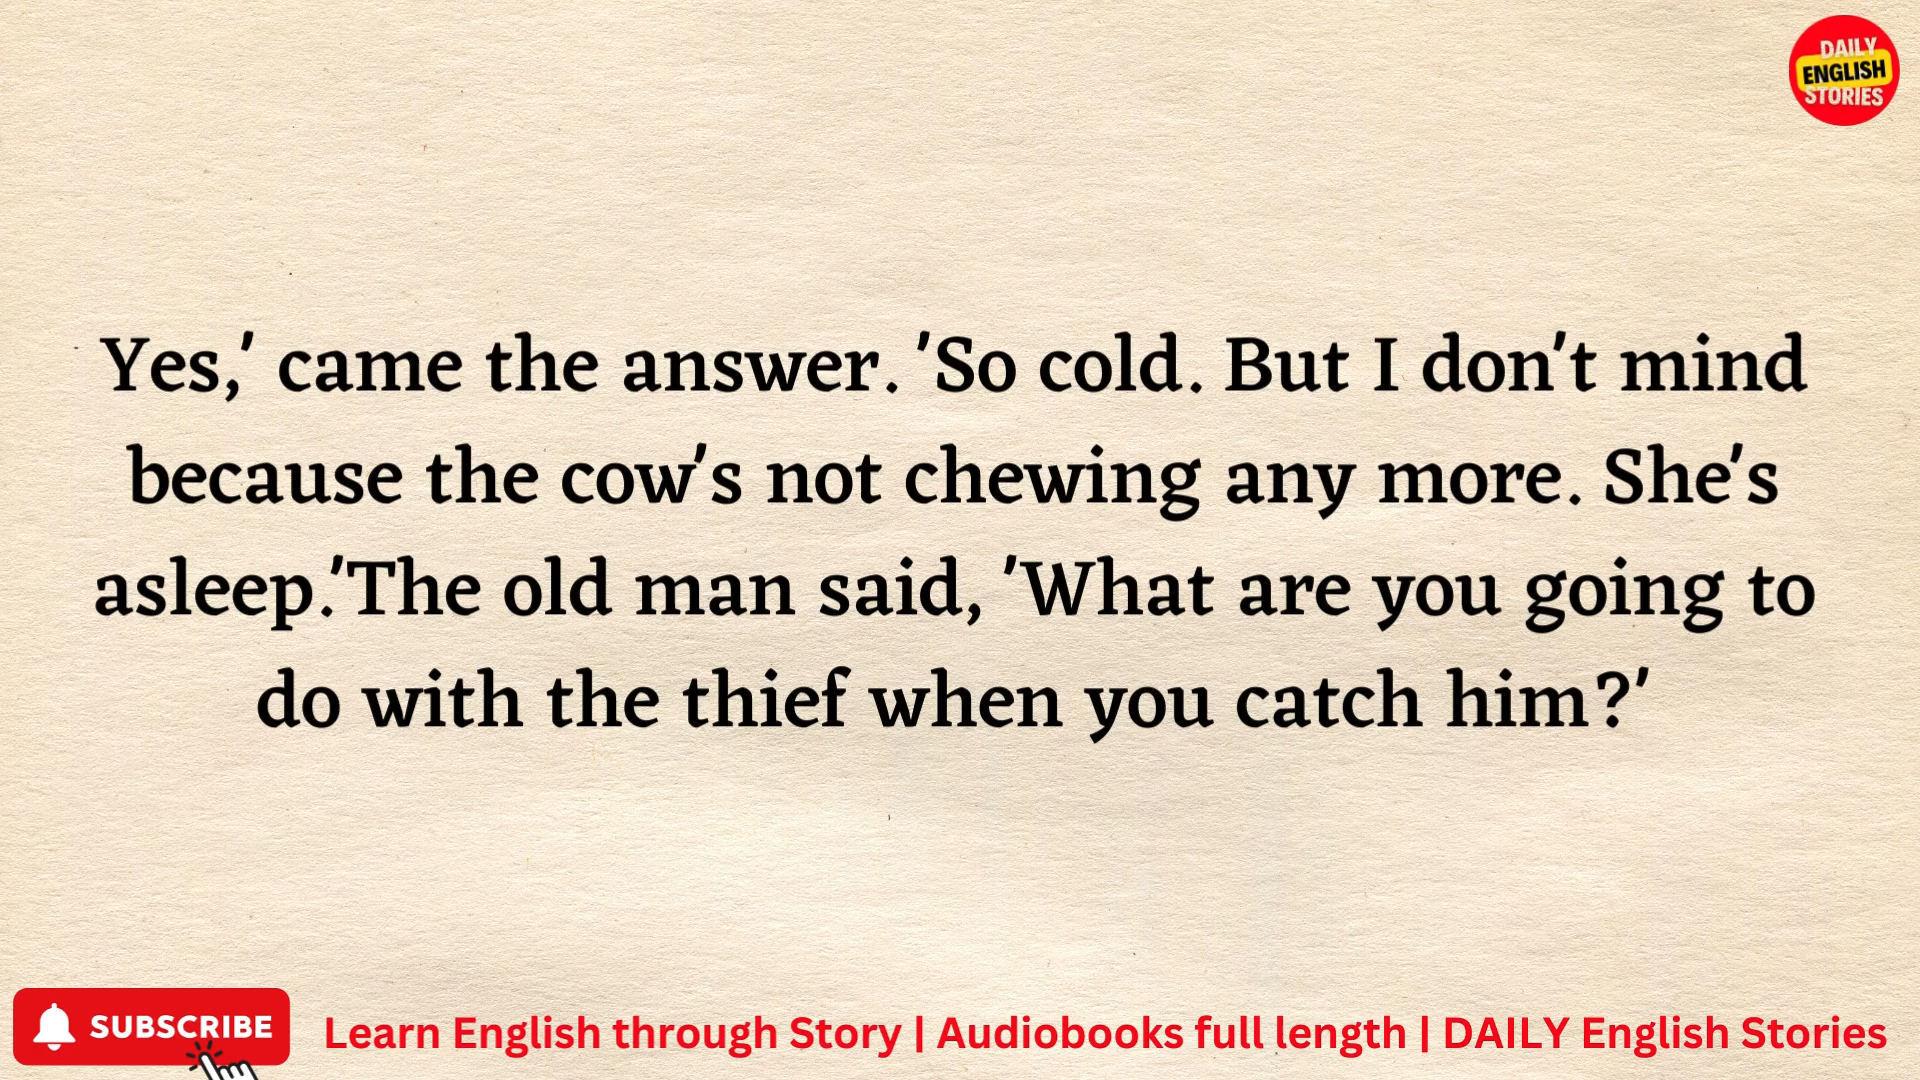 DAILY
ENGLISH
STORIES
Yes,' came the answer. 'So cold. But I don't mind
because the cow's not chewing any more. She's
asleep.'The old man said, 'What are you going to
do with the thief when you catch him?'
SUBSCRIBE
Learn English through Story | Audiobooks full length | DAILY English Stories